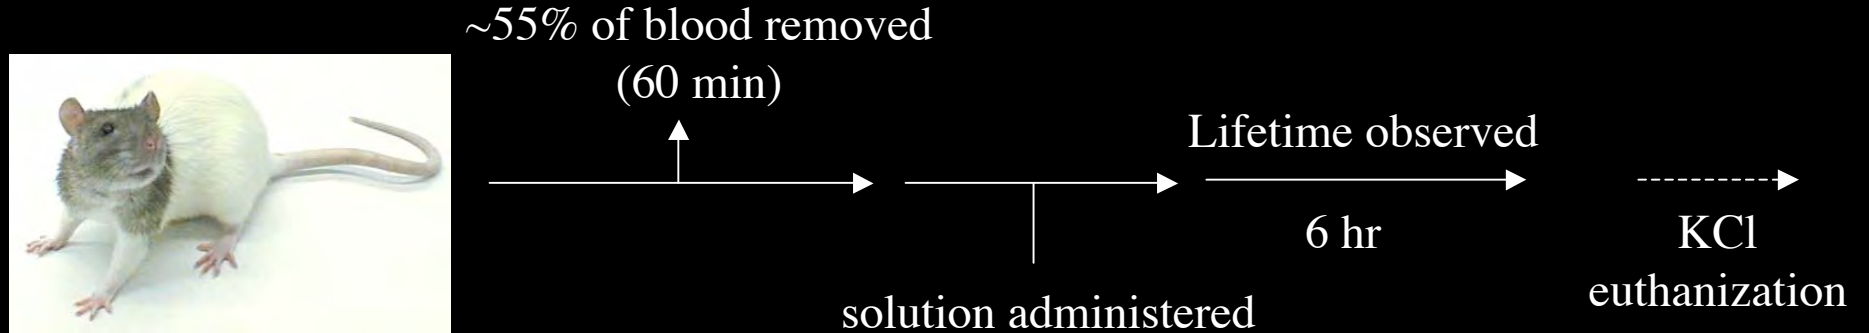 ~55% of blood removed
(60 min)
Lifetime observed
6 hr
KCl
euthanization
solution administered